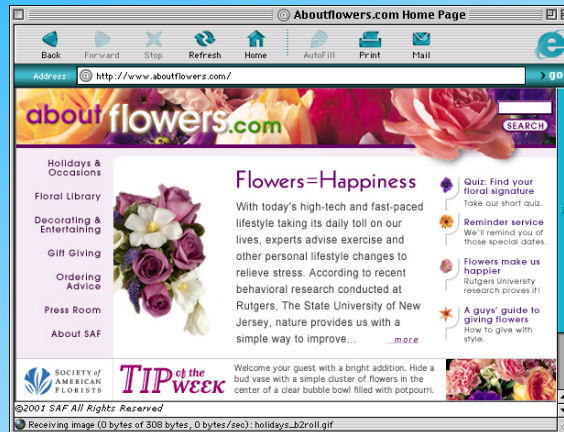 Aboutflowers.com Home Page
Back Forward Stop Refresh Home AutoFill Print Mail
Address: http://www.aboutflowers.com/ go
about flowers.com
SEARCH
Holidays &
Occasions
Floral Library
Decorating &
Entertaining
Gift Giving
Ordering
Advice
Press Room
About SAF
Flowers=Happiness
With today's high-tech and fast-paced
lifestyle taking its daily toll on our
lives, experts advise exercise and
other personal lifestyle changes to
relieve stress. According to recent
behavioral research conducted at
Rutgers, The State University of New
Jersey, nature provides us with a
simple way to improve... more
Quiz: Find your
floral signature
Take our short quiz.
Reminder service
We'll remind you of
those special dates.
Flowers make us
happier
Rutgers University
research proves it!
A guys' guide to
giving flowers
How to give with
style.
SOCIETY of
AMERICAN
FLORISTS
TIP of the WEEK
Welcome your guest with a bright addition. Hide a
bud vase with a simple cluster of flowers in the
center of a clear bubble bowl filled with potpourri.
©2001 SAF All Rights Reserved
Receiving image (0 bytes of 308 bytes, 0 bytes/sec): holidays_b2roll.gif